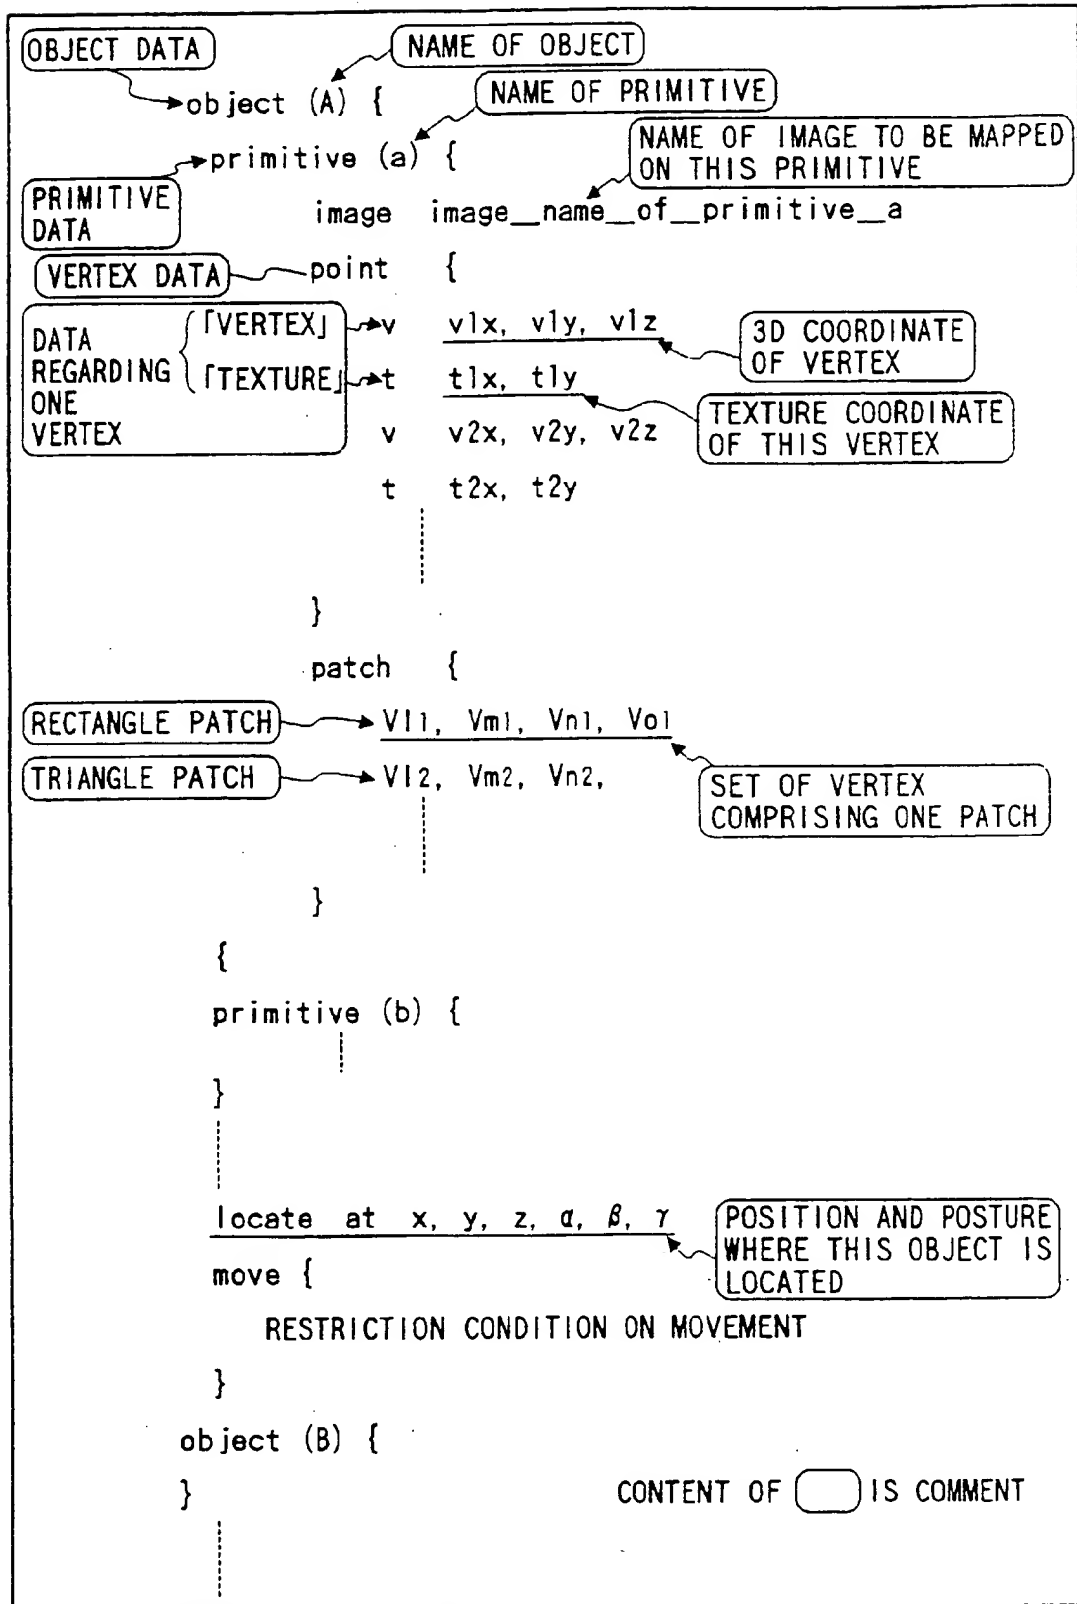 OBJECT DATA
NAME OF OBJECT
object (A) {
NAME OF PRIMITIVE
primitive (a) {
NAME OF IMAGE TO BE MAPPED
ON THIS PRIMITIVE
PRIMITIVE
DATA
image image__name__of__primitive__a
VERTEX DATA
point {
DATA
REGARDING
ONE
VERTEX
{ 「VERTEX」
「TEXTURE」
v v1x, v1y, v1z
3D COORDINATE
OF VERTEX
t t1x, t1y
TEXTURE COORDINATE
OF THIS VERTEX
v v2x, v2y, v2z
t t2x, t2y
}
patch {
RECTANGLE PATCH
Vl1, Vm1, Vn1, Vo1
TRIANGLE PATCH
Vl2, Vm2, Vn2,
SET OF VERTEX
COMPRISING ONE PATCH
}
{
primitive (b) {
}
locate at x, y, z, α, β, γ
POSITION AND POSTURE
WHERE THIS OBJECT IS
LOCATED
move {
RESTRICTION CONDITION ON MOVEMENT
}
object (B) {
}
CONTENT OF IS COMMENT